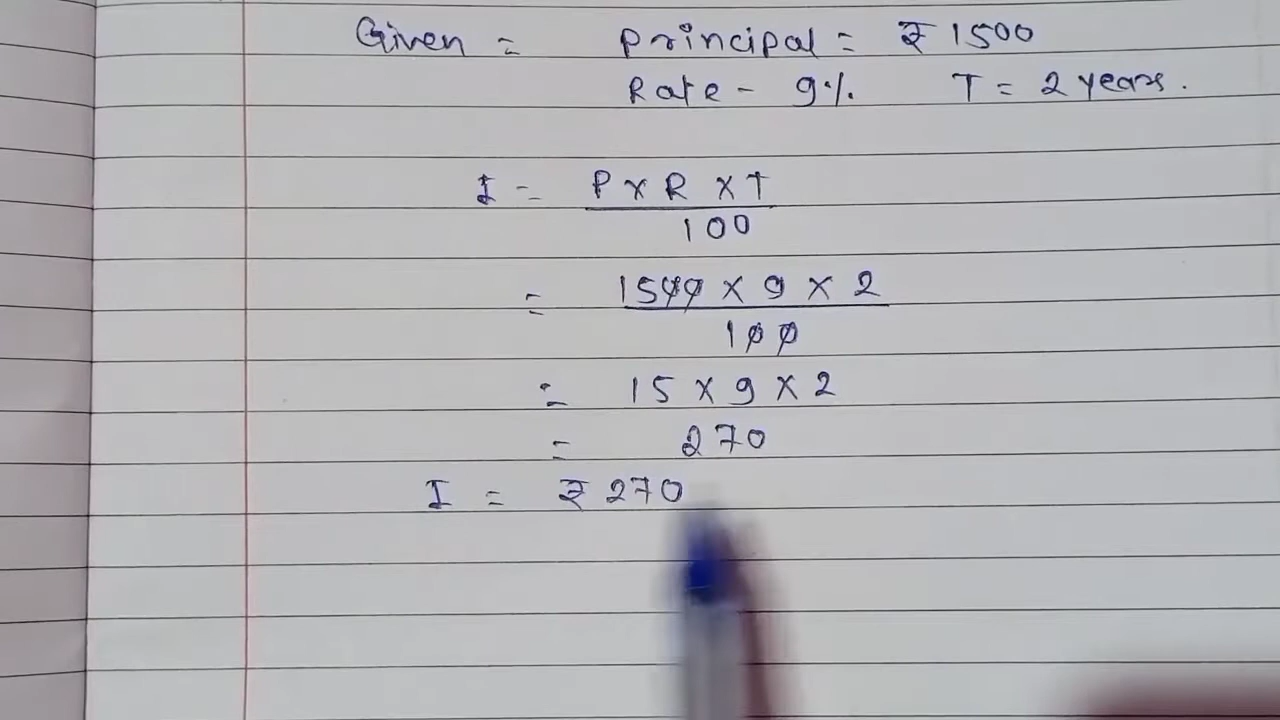 Given = Principal = ₹ 1500
Rate - 9% T = 2 years.
I = P x R x T
100
= 1500 x 9 x 2
100
= 15 x 9 x 2
= 270
I = ₹ 270